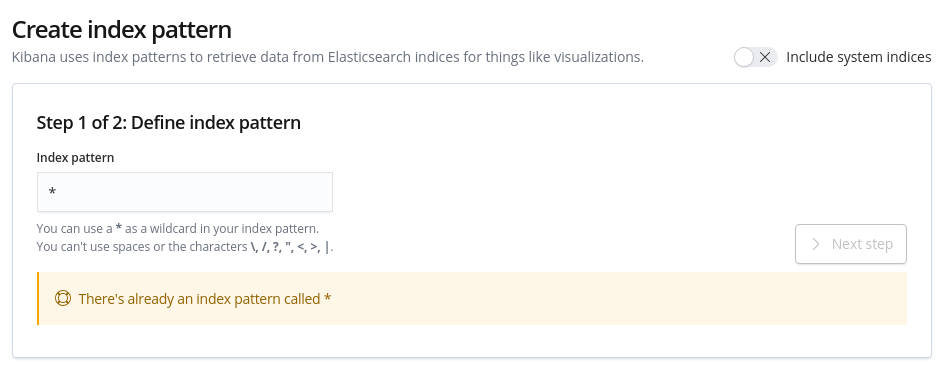 Create index pattern
Kibana uses index patterns to retrieve data from Elasticsearch indices for things like visualizations.
Include system indices
Step 1 of 2: Define index pattern
Index pattern
*
You can use a * as a wildcard in your index pattern.
You can't use spaces or the characters \, /, ?, ", <, >, |.
Next step
There's already an index pattern called *